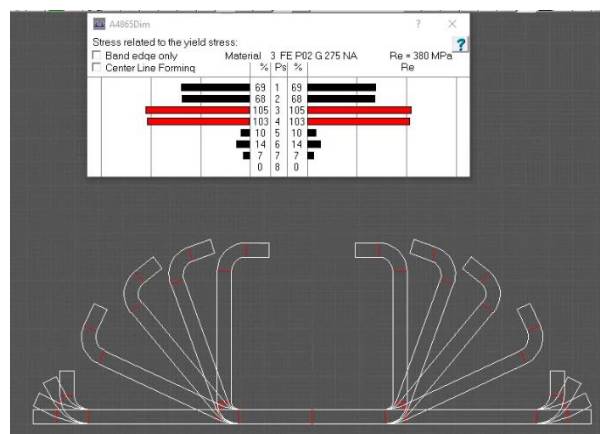 A4865Dim ? ×
Stress related to the yield stress: ?
Band edge only Material 3 FE P02 G 275 NA Re = 380 MPa
Center Line Forming % Ps % Re
69 1 69
68 2 68
105 3 105
103 4 103
10 5 10
14 6 14
7 7 7
0 8 0